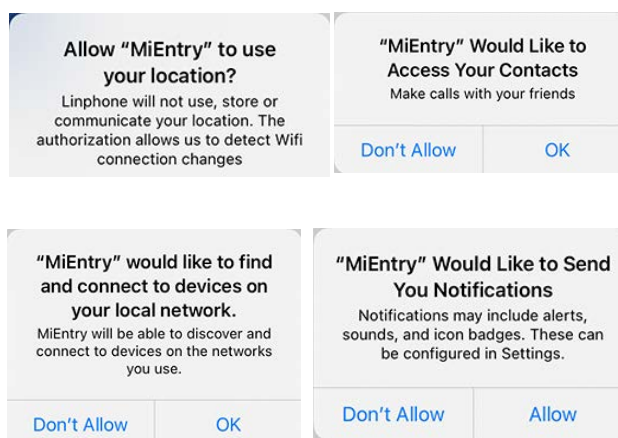 Allow “MiEntry” to use
your location?
Linphone will not use, store or
communicate your location. The
authorization allows us to detect Wifi
connection changes
“MiEntry” Would Like to
Access Your Contacts
Make calls with your friends
Don’t Allow
OK
“MiEntry” would like to find
and connect to devices on
your local network.
MiEntry will be able to discover and
connect to devices on the networks
you use.
Don’t Allow
OK
“MiEntry” Would Like to Send
You Notifications
Notifications may include alerts,
sounds, and icon badges. These can
be configured in Settings.
Don’t Allow
Allow